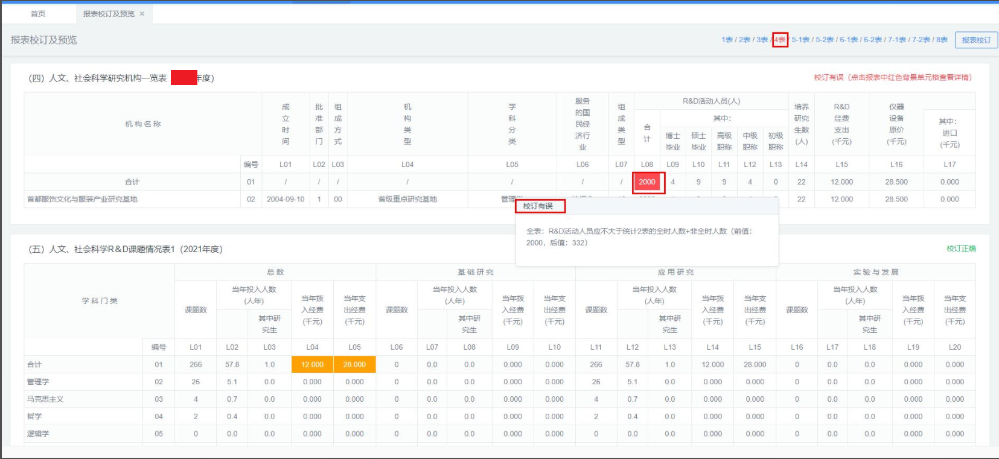 首页 报表校订及预览 ×
报表校订及预览 1表 / 2表 / 3表 / 4表 / 5-1表 / 5-2表 / 6-1表 / 6-2表 / 7-1表 / 7-2表 / 8表 报表校订
(四) 人文、社会科学研究机构一览表 年度) 校订有误（点击报表中红色背景单元格查看详情）
机构名称 成立时间 批准部门 组成方式 机构类型 学科分类 服务的国民经济行业 组成类型 R&D活动人员(人) 培养研究生数(人) R&D经费支出(千元) 仪器设备原价(千元)
合计 其中: 其中:进口(千元)
博士毕业 硕士毕业 高级职称 中级职称 初级职称
编号 L01 L02 L03 L04 L05 L06 L07 L08 L09 L10 L11 L12 L13 L14 L15 L16 L17
合计 01 / / / / / / / 2000 4 9 9 4 0 22 12.000 28.500 0.000
首都服饰文化与服装产业研究基地 02 2004-09-10 1 00 省级重点研究基地 管理 22 12.000 28.500 0.000
校订有误
全表：R&D活动人员应不大于统计2表的全时人数+非全时人数（前值：
2000，后值：332）
(五) 人文、社会科学R＆D课题情况表1（2021年度） 校订正确
学科门类 总数 基础研究 应用研究 实验与发展
课题数 当年投入人数(人年) 当年拨入经费(千元) 当年支出经费(千元) 课题数 当年投入人数(人年) 当年拨入经费(千元) 当年支出经费(千元) 课题数 当年投入人数(人年) 当年拨入经费(千元) 当年支出经费(千元) 课题数 当年投入人数(人年) 当年拨入经费(千元) 当年支出经费(千元)
其中研究生 其中研究生 其中研究生 其中研究生
编号 L01 L02 L03 L04 L05 L06 L07 L08 L09 L10 L11 L12 L13 L14 L15 L16 L17 L18 L19 L20
合计 01 266 57.8 1.0 12.000 28.000 0 0.0 0.0 0.000 0.000 266 57.8 1.0 12.000 28.000 0 0.0 0.0 0.000 0.000
管理学 02 26 5.1 0.0 0.000 0.000 0 0.0 0.0 0.000 0.000 26 5.1 0.0 0.000 0.000 0 0.0 0.0 0.000 0.000
马克思主义 03 4 0.7 0.0 0.000 0.000 0 0.0 0.0 0.000 0.000 4 0.7 0.0 0.000 0.000 0 0.0 0.0 0.000 0.000
哲学 04 2 0.4 0.0 0.000 0.000 0 0.0 0.0 0.000 0.000 2 0.4 0.0 0.000 0.000 0 0.0 0.0 0.000 0.000
逻辑学 05 0 0.0 0.0 0.000 0.000 0 0.0 0.0 0.000 0.000 0 0.0 0.0 0.000 0.000 0 0.0 0.0 0.000 0.000